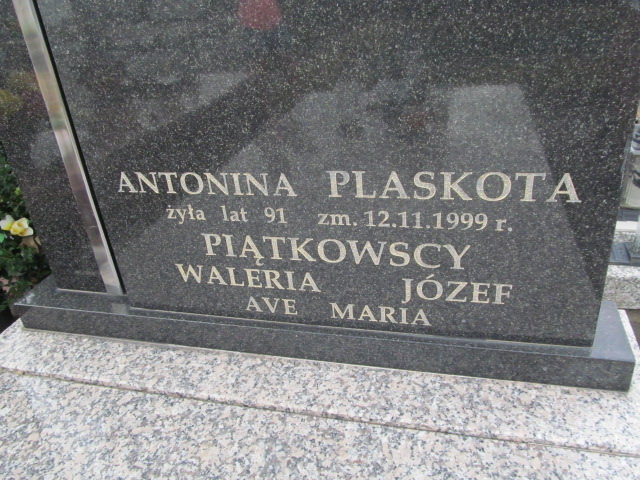 ANTONINA PLASKOTA
żyła lat 91 zm. 12.11.1999 r.
PIĄTKOWSCY
WALERIA JÓZEF
AVE MARIA